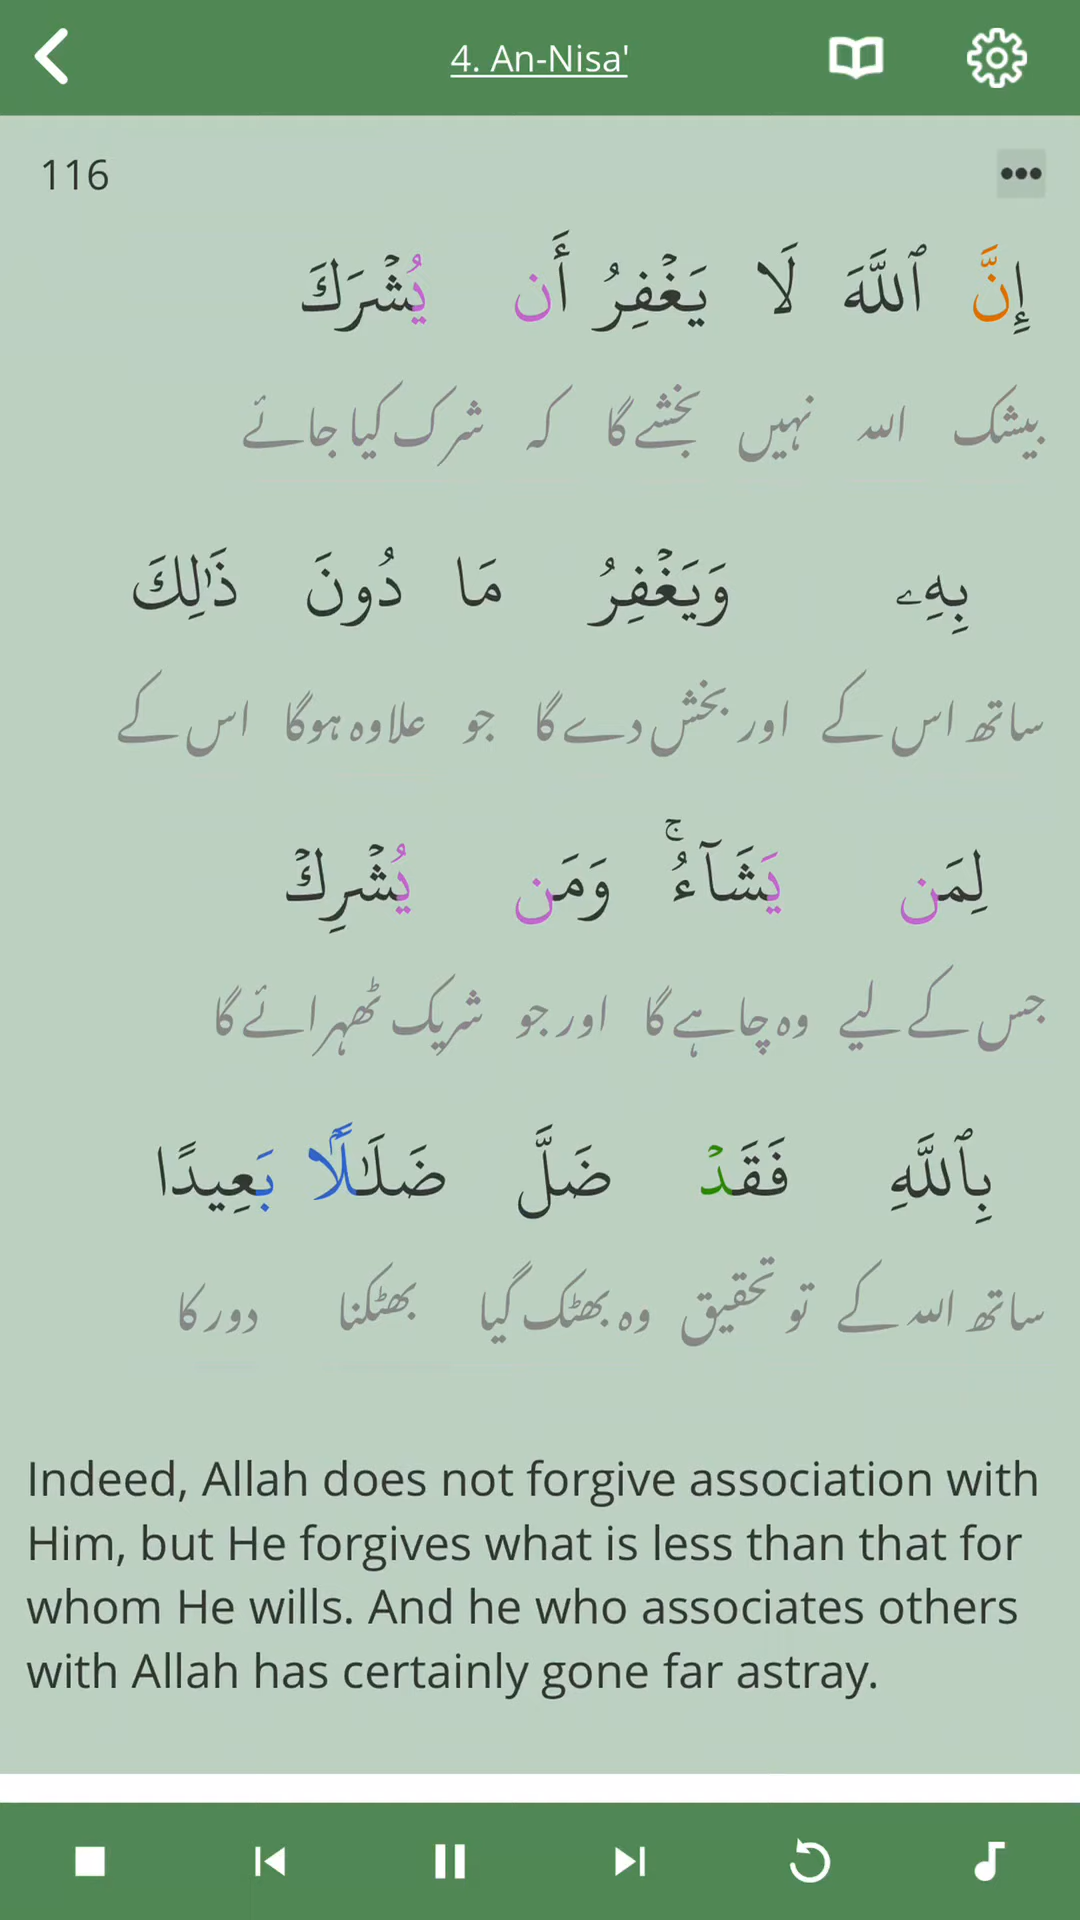 4. An-Nisa'
116
إِنَّ ٱللَّهَ لَا يَغْفِرُ أَن يُشْرَكَ
بیشک اللہ نہیں بخشے گا کہ شرک کیا جائے
بِهِۦ وَيَغْفِرُ مَا دُونَ ذَٰلِكَ
ساتھ اس کے اور بخش دے گا جو علاوہ ہوگا اس کے
لِمَن يَشَآءُ ۚ وَمَن يُشْرِكْ
جس کے لیے وہ چاہے گا اور جو شریک ٹھہرائے گا
بِٱللَّهِ فَقَدْ ضَلَّ ضَلَٰلًۢا بَعِيدًا
ساتھ اللہ کے تو تحقیق وہ بھٹک گیا بھٹکنا دور کا
Indeed, Allah does not forgive association with
Him, but He forgives what is less than that for
whom He wills. And he who associates others
with Allah has certainly gone far astray.